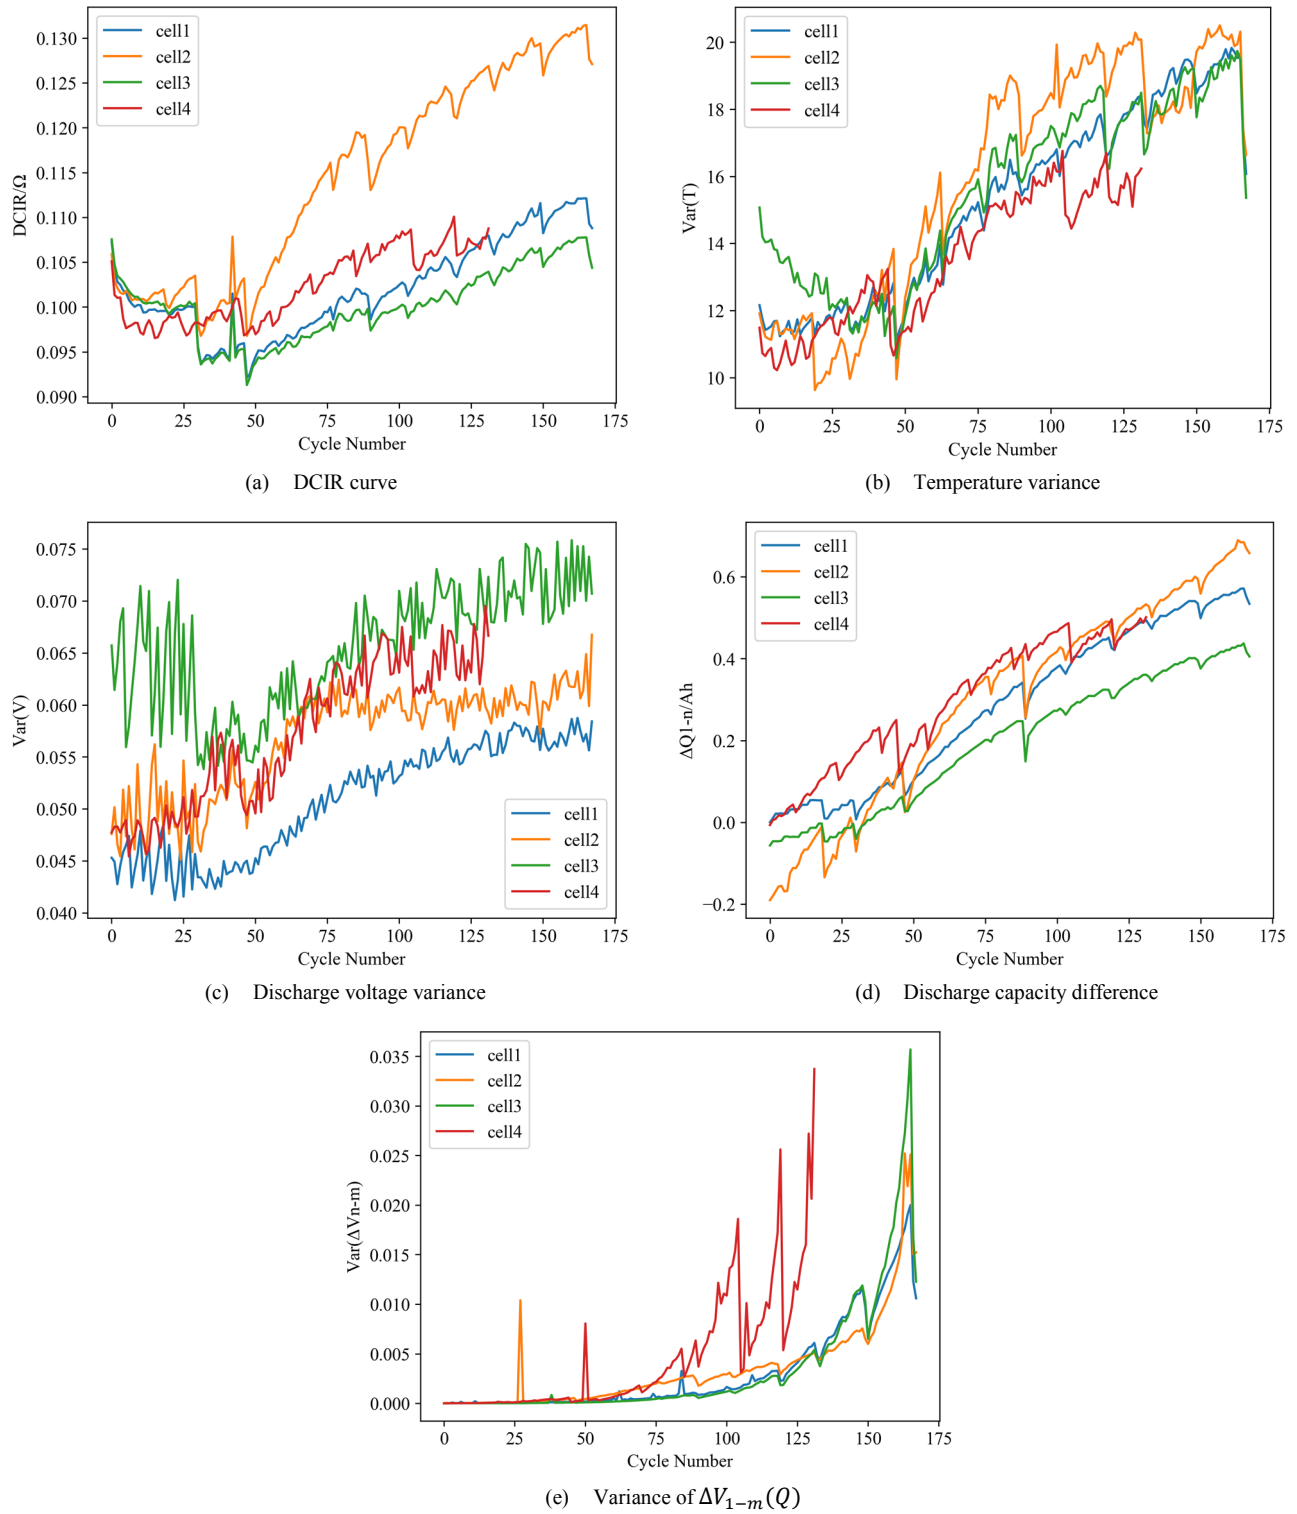 cell1
cell2
cell3
cell4
0.130
0.125
0.120
0.115
0.110
0.105
0.100
0.095
0.090
DCIR/Ω
0 25 50 75 100 125 150 175
Cycle Number
(a) DCIR curve
cell1
cell2
cell3
cell4
20
18
16
14
12
10
Var(T)
0 25 50 75 100 125 150 175
Cycle Number
(b) Temperature variance
0.075
0.070
0.065
0.060
0.055
0.050
0.045
0.040
Var(V)
cell1
cell2
cell3
cell4
0 25 50 75 100 125 150 175
Cycle Number
(c) Discharge voltage variance
cell1
cell2
cell3
cell4
0.6
0.4
0.2
0.0
−0.2
ΔQ1-n/Ah
0 25 50 75 100 125 150 175
Cycle Number
(d) Discharge capacity difference
cell1
cell2
cell3
cell4
0.035
0.030
0.025
0.020
0.015
0.010
0.005
0.000
Var(ΔVn-m)
0 25 50 75 100 125 150 175
Cycle Number
(e) Variance of ΔV₁₋ₘ(Q)